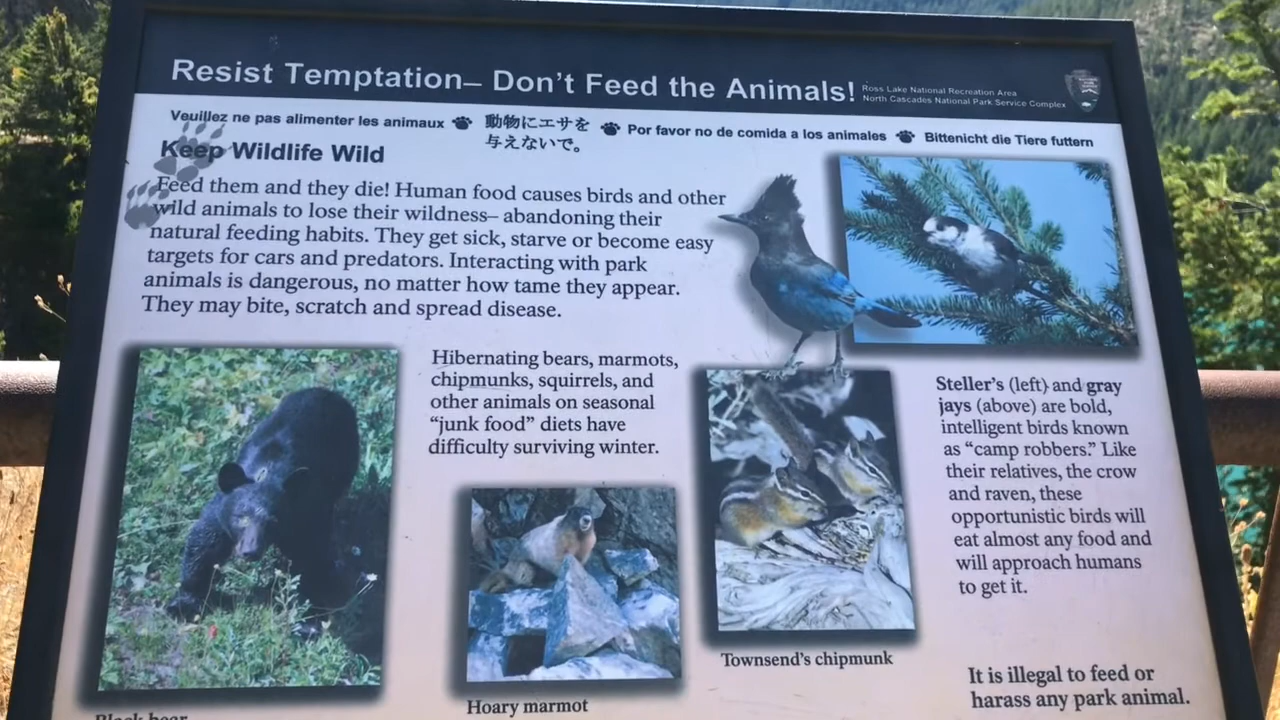 Resist Temptation– Don't Feed the Animals!
Ross Lake National Recreation Area
North Cascades National Park Service Complex
Veuillez ne pas alimenter les animaux
動物にエサを
与えないで。
Por favor no de comida a los animales
Bittenicht die Tiere futtern
Keep Wildlife Wild
Feed them and they die! Human food causes birds and other
wild animals to lose their wildness– abandoning their
natural feeding habits. They get sick, starve or become easy
targets for cars and predators. Interacting with park
animals is dangerous, no matter how tame they appear.
They may bite, scratch and spread disease.
Hibernating bears, marmots,
chipmunks, squirrels, and
other animals on seasonal
“junk food” diets have
difficulty surviving winter.
Steller's (left) and gray
jays (above) are bold,
intelligent birds known
as “camp robbers.” Like
their relatives, the crow
and raven, these
opportunistic birds will
eat almost any food and
will approach humans
to get it.
Black bear
Hoary marmot
Townsend's chipmunk
It is illegal to feed or
harass any park animal.